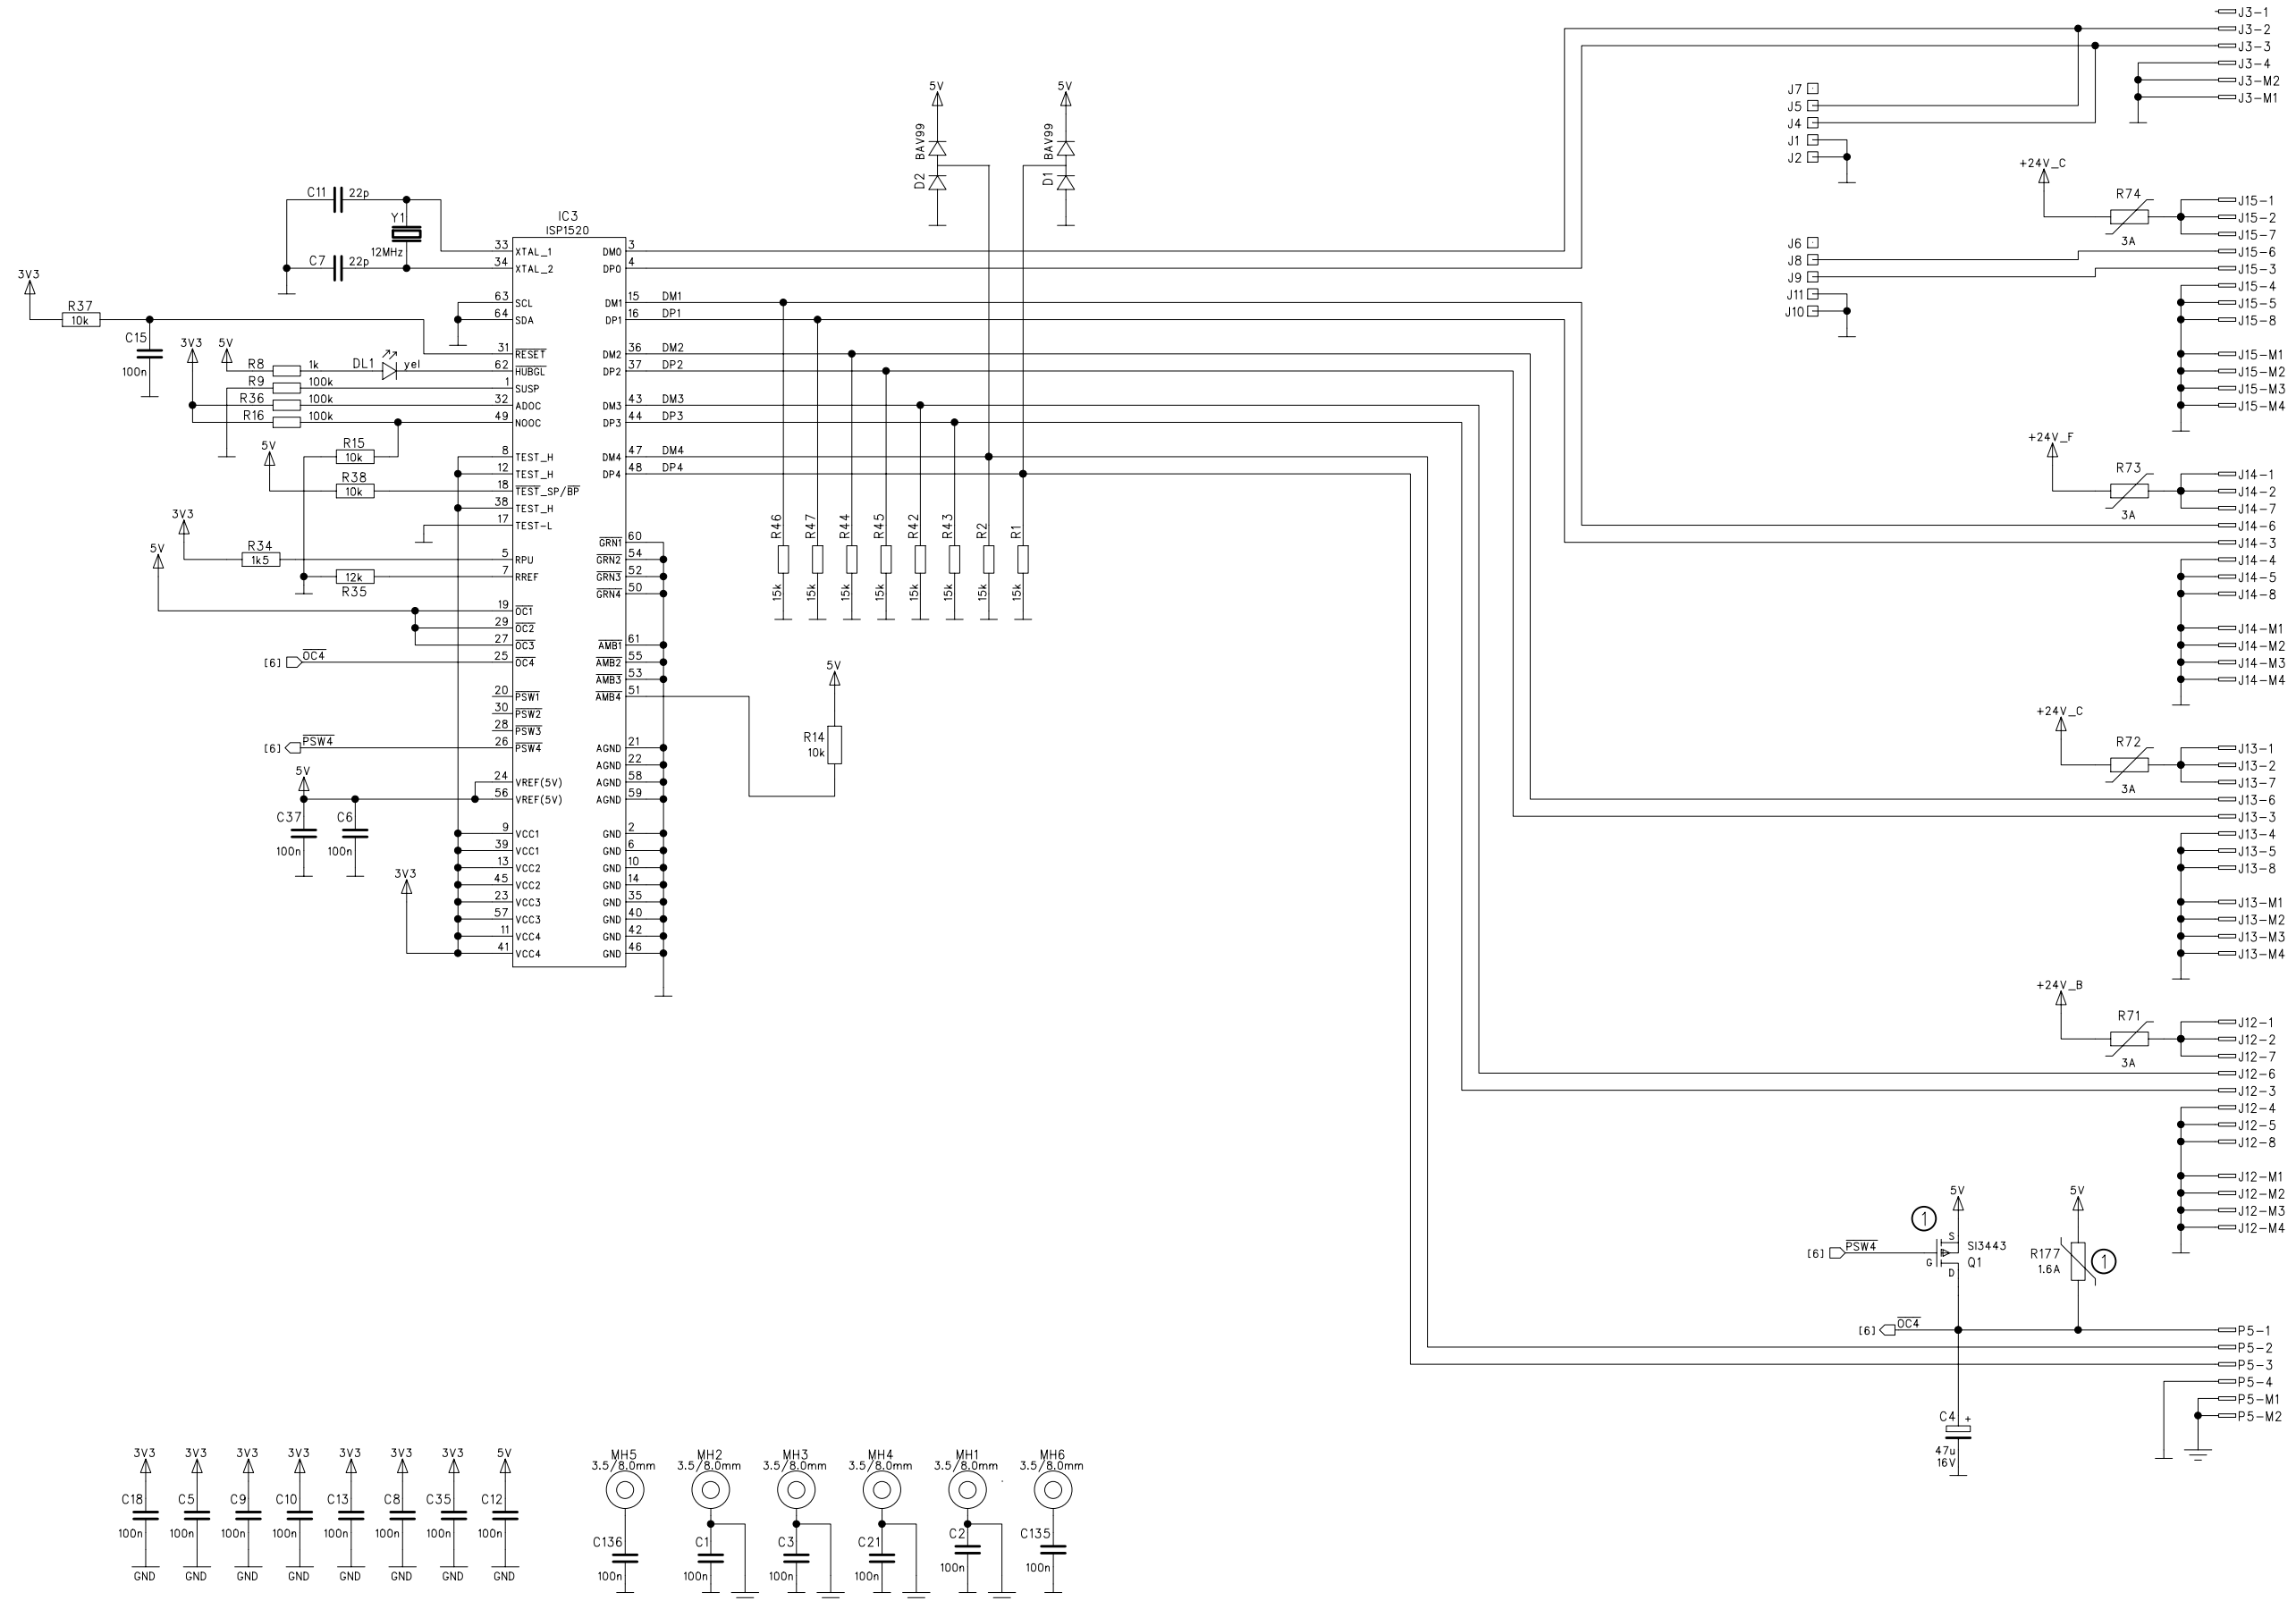 J3-1
J3-2
J3-3
J3-4
J3-M2
J3-M1
J7
J5
J4
J1
J2
5V
BAV99
D2
5V
BAV99
D1
+24V_C
R74
3A
J15-1
J15-2
J15-7
J15-6
J15-3
J15-4
J15-5
J15-8
J15-M1
J15-M2
J15-M3
J15-M4
J6
J8
J9
J11
J10
C11 22p
Y1
12MHz
C7 22p
3V3
R37
10k
C15
100n
3V3
5V
R8 1k
DL1 yel
R9 100k
R36 100k
R16 100k
R15
10k
5V
R38
10k
3V3
R34
1k5
5V
12k
R35
[6] OC4
[6] PSW4
5V
C37
100n
C6
100n
3V3
IC3
ISP1520
33 XTAL_1
34 XTAL_2
63 SCL
64 SDA
31 RESET
62 HUBGL
1 SUSP
32 ADOC
49 NOOC
8 TEST_H
12 TEST_H
18 TEST_SP/BP
38 TEST_H
17 TEST-L
5 RPU
7 RREF
19 OC1
29 OC2
27 OC3
25 OC4
20 PSW1
30 PSW2
28 PSW3
26 PSW4
24 VREF(5V)
56 VREF(5V)
9 VCC1
39 VCC1
13 VCC2
45 VCC2
23 VCC3
57 VCC3
11 VCC4
41 VCC4
DM0 3
DP0 4
DM1 15 DM1
DP1 16 DP1
DM2 36 DM2
DP2 37 DP2
DM3 43 DM3
DP3 44 DP3
DM4 47 DM4
DP4 48 DP4
GRN1 60
GRN2 54
GRN3 52
GRN4 50
AMB1 61
AMB2 55
AMB3 53
AMB4 51
AGND 21
AGND 22
AGND 58
AGND 59
GND 2
GND 6
GND 10
GND 14
GND 35
GND 40
GND 42
GND 46
R46 15k
R47 15k
R44 15k
R45 15k
R42 15k
R43 15k
R2 15k
R1 15k
5V
R14
10k
+24V_F
R73
3A
J14-1
J14-2
J14-7
J14-6
J14-3
J14-4
J14-5
J14-8
J14-M1
J14-M2
J14-M3
J14-M4
+24V_C
R72
3A
J13-1
J13-2
J13-7
J13-6
J13-3
J13-4
J13-5
J13-8
J13-M1
J13-M2
J13-M3
J13-M4
+24V_B
R71
3A
J12-1
J12-2
J12-7
J12-6
J12-3
J12-4
J12-5
J12-8
J12-M1
J12-M2
J12-M3
J12-M4
5V
1
[6] PSW4
S
G
D
SI3443
Q1
5V
R177
1.6A
1
[6] OC4
P5-1
P5-2
P5-3
P5-4
P5-M1
P5-M2
C4 +
47u
16V
3V3
C18
100n
GND
3V3
C5
100n
GND
3V3
C9
100n
GND
3V3
C10
100n
GND
3V3
C13
100n
GND
3V3
C8
100n
GND
3V3
C35
100n
GND
5V
C12
100n
GND
MH5
3.5/8.0mm
C136
100n
MH2
3.5/8.0mm
C1
100n
MH3
3.5/8.0mm
C3
100n
MH4
3.5/8.0mm
C21
100n
MH1
3.5/8.0mm
C2
100n
MH6
3.5/8.0mm
C135
100n